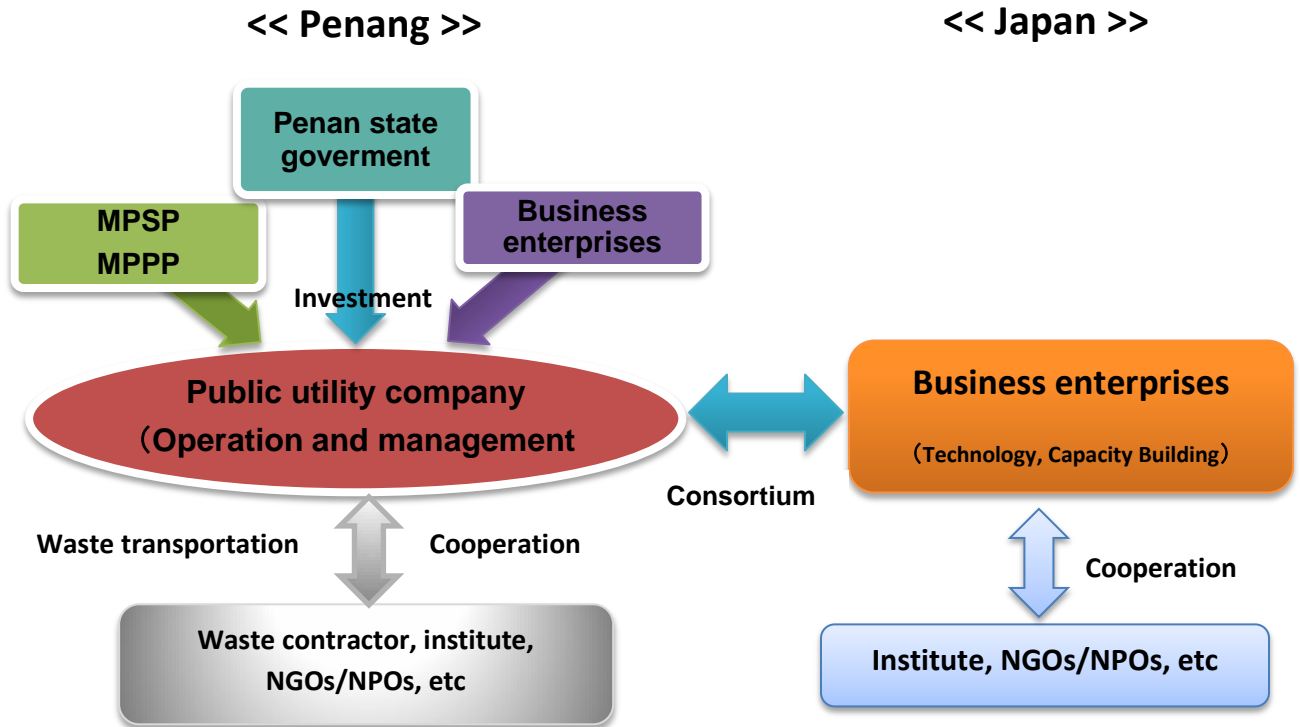 << Penang >>
<< Japan >>
Penan state
goverment
MPSP
MPPP
Business
enterprises
Investment
Public utility company
（Operation and management
Business enterprises
（Technology, Capacity Building）
Consortium
Waste transportation
Cooperation
Cooperation
Waste contractor, institute,
NGOs/NPOs, etc
Institute, NGOs/NPOs, etc